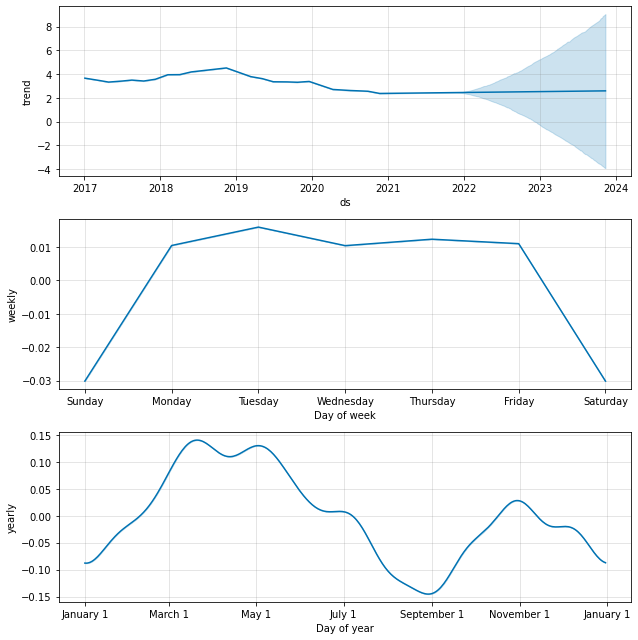 8
6
4
2
0
−2
−4
trend
2017 2018 2019 2020 2021 2022 2023 2024
ds
0.01
0.00
−0.01
−0.02
−0.03
weekly
Sunday Monday Tuesday Wednesday Thursday Friday Saturday
Day of week
0.15
0.10
0.05
0.00
−0.05
−0.10
−0.15
yearly
January 1 March 1 May 1 July 1 September 1 November 1 January 1
Day of year